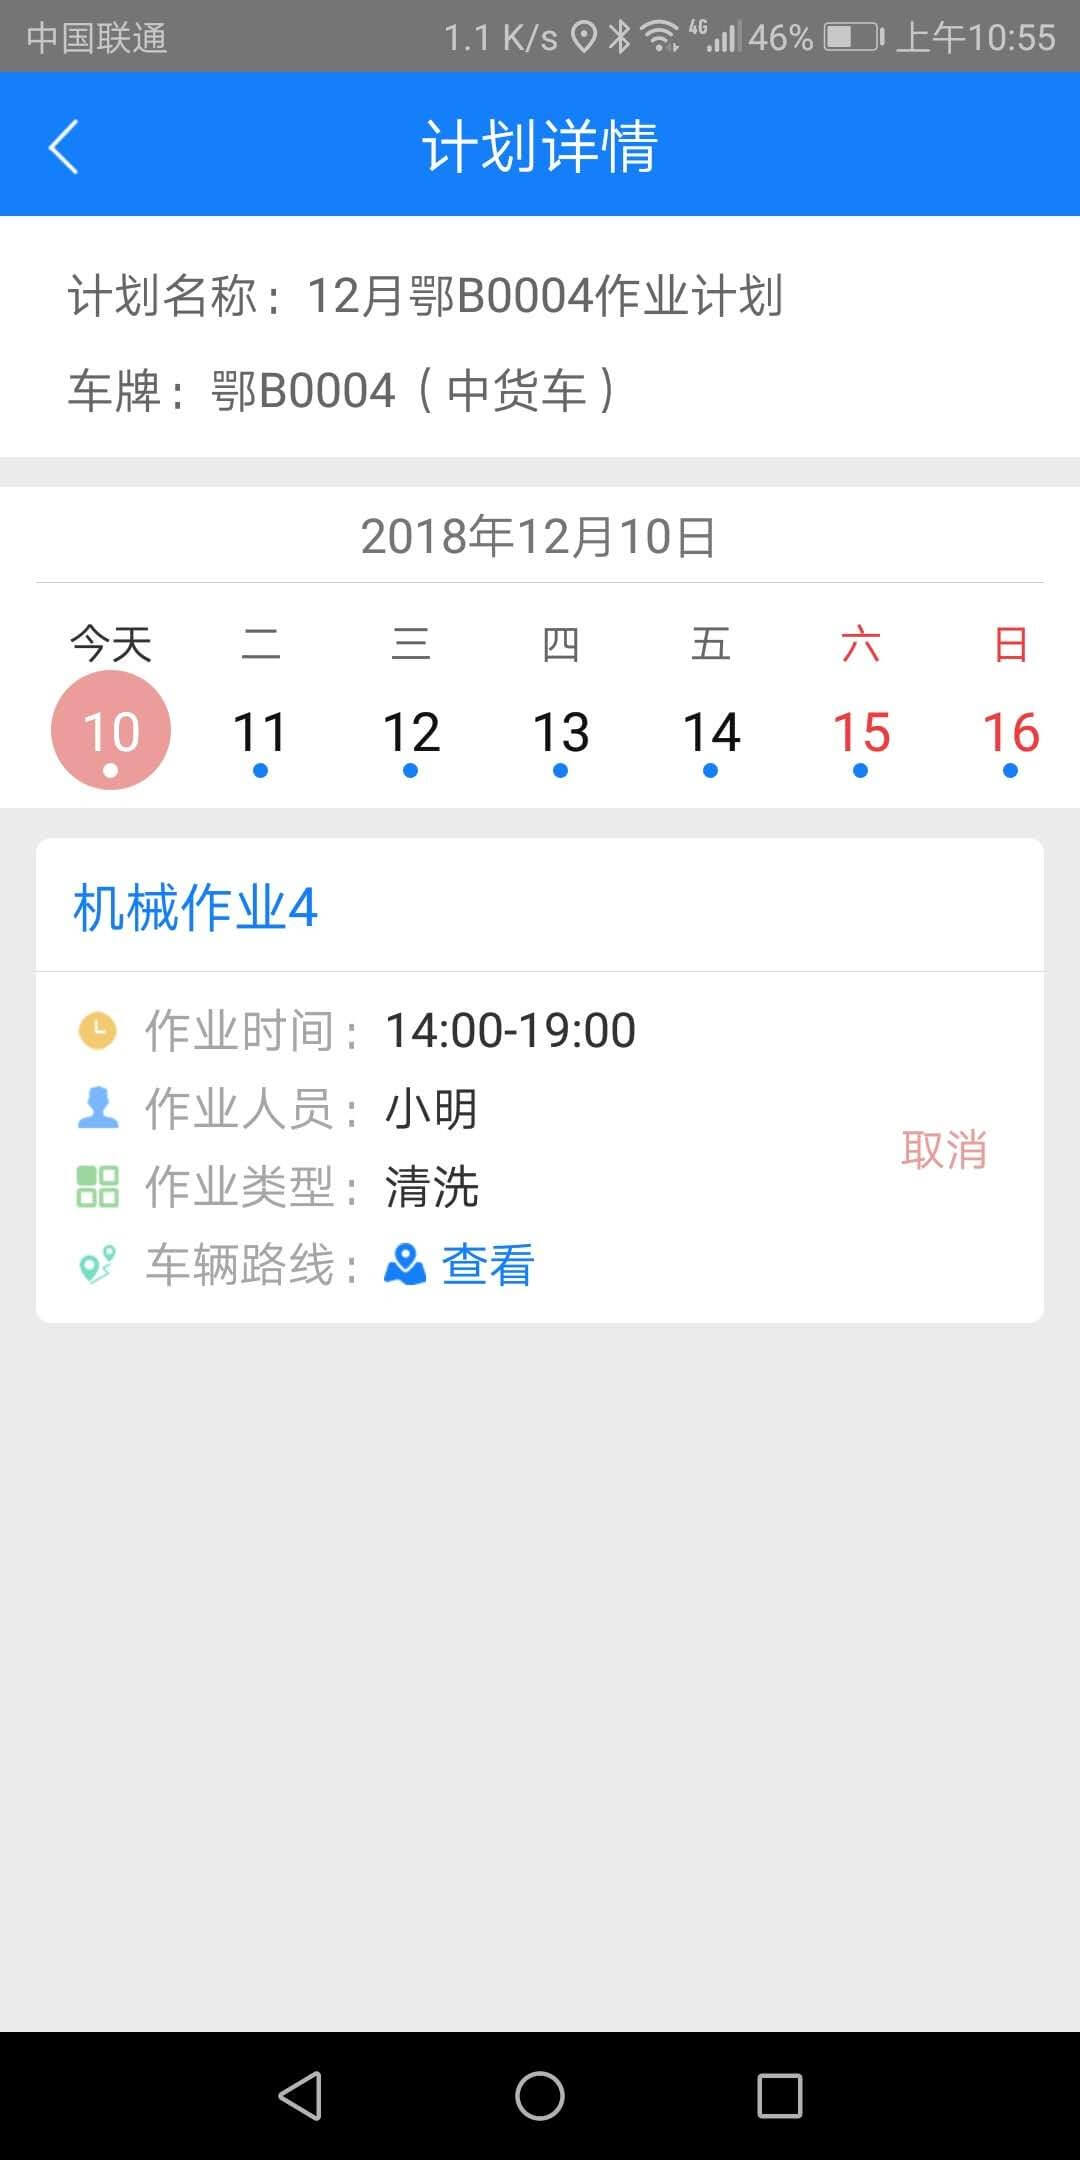 中国联通 1.1 K/s 4G 46% 上午10:55
计划详情
计划名称：12月鄂B0004作业计划
车牌：鄂B0004（中货车）
2018年12月10日
今天 二 三 四 五 六 日
10 11 12 13 14 15 16
机械作业4
作业时间：14:00-19:00
作业人员：小明
取消
作业类型：清洗
车辆路线：查看